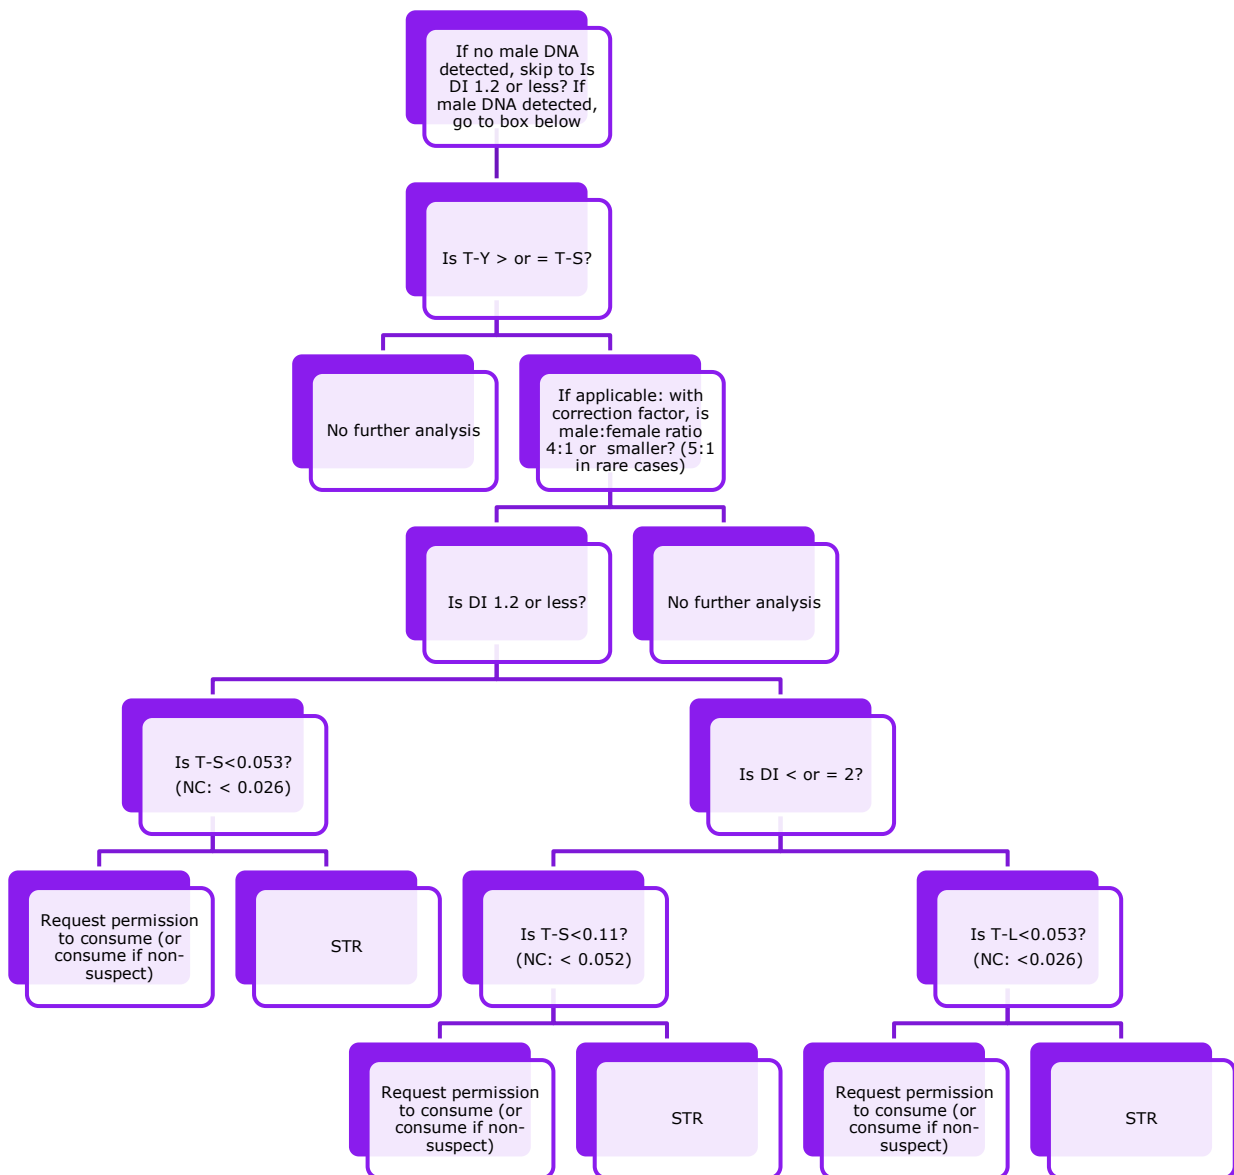 If no male DNA
detected, skip to Is
DI 1.2 or less? If
male DNA detected,
go to box below
Is T-Y > or = T-S?
No further analysis
If applicable: with
correction factor, is
male:female ratio
4:1 or smaller? (5:1
in rare cases)
Is DI 1.2 or less?
No further analysis
Is T-S<0.053?
(NC: < 0.026)
Is DI < or = 2?
Request permission
to consume (or
consume if non-
suspect)
STR
Is T-S<0.11?
(NC: < 0.052)
Is T-L<0.053?
(NC: <0.026)
Request permission
to consume (or
consume if non-
suspect)
STR
Request permission
to consume (or
consume if non-
suspect)
STR